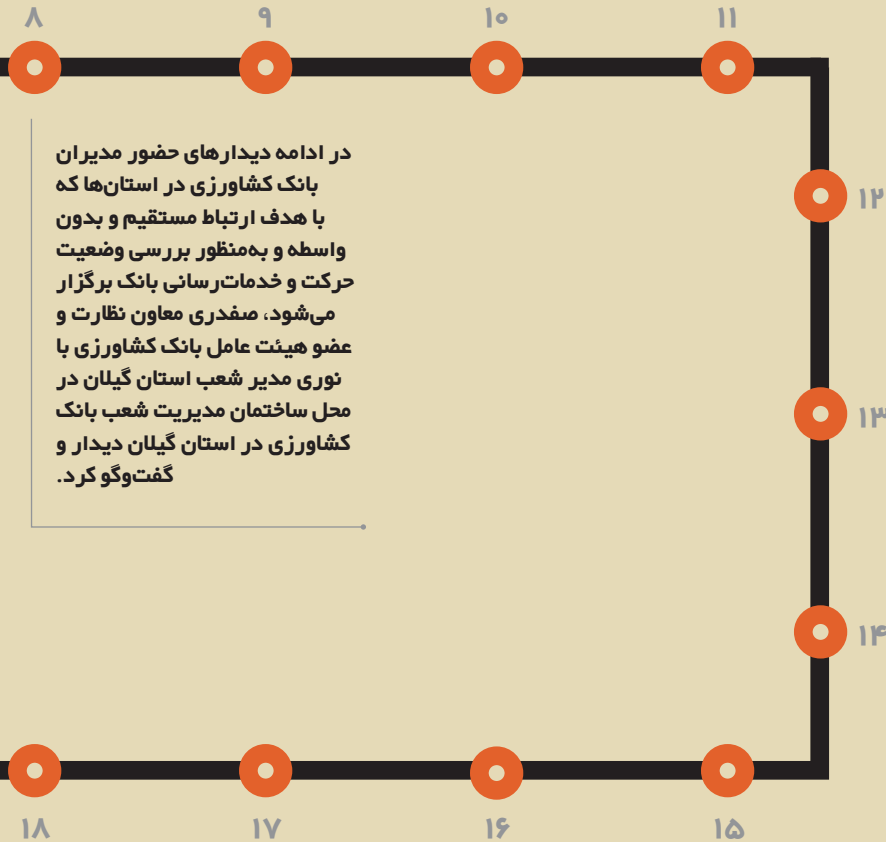 ۸
۹
۱۰
۱۱
در ادامه دیدارهای حضور مدیران
بانک کشاورزی در استان‌ها که
با هدف ارتباط مستقیم و بدون
واسطه و به‌منظور بررسی وضعیت
حرکت و خدمات‌رسانی بانک برگزار
می‌شود، صفدری معاون نظارت و
عضو هیئت عامل بانک کشاورزی با
نوری مدیر شعب استان گیلان در
محل ساختمان مدیریت شعب بانک
کشاورزی در استان گیلان دیدار و
گفت‌وگو کرد.
۱۲
۱۳
۱۴
۱۸
۱۷
۱۶
۱۵